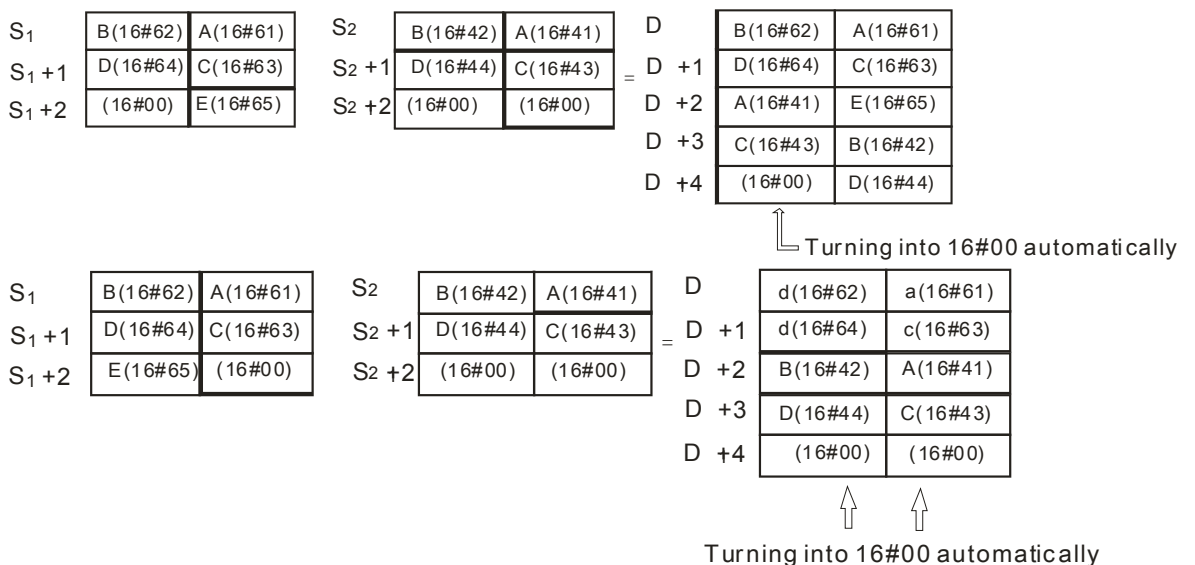 S1 B(16#62) A(16#61) S2 B(16#42) A(16#41) D B(16#62) A(16#61)
S1 +1 D(16#64) C(16#63) S2 +1 D(16#44) C(16#43) = D +1 D(16#64) C(16#63)
S1 +2 (16#00) E(16#65) S2 +2 (16#00) (16#00) D +2 A(16#41) E(16#65)
D +3 C(16#43) B(16#42)
D +4 (16#00) D(16#44)
Turning into 16#00 automatically
S1 B(16#62) A(16#61) S2 B(16#42) A(16#41) D d(16#62) a(16#61)
S1 +1 D(16#64) C(16#63) S2 +1 D(16#44) C(16#43) = D +1 d(16#64) c(16#63)
S1 +2 E(16#65) (16#00) S2 +2 (16#00) (16#00) D +2 B(16#42) A(16#41)
D +3 D(16#44) C(16#43)
D +4 (16#00) (16#00)
Turning into 16#00 automatically